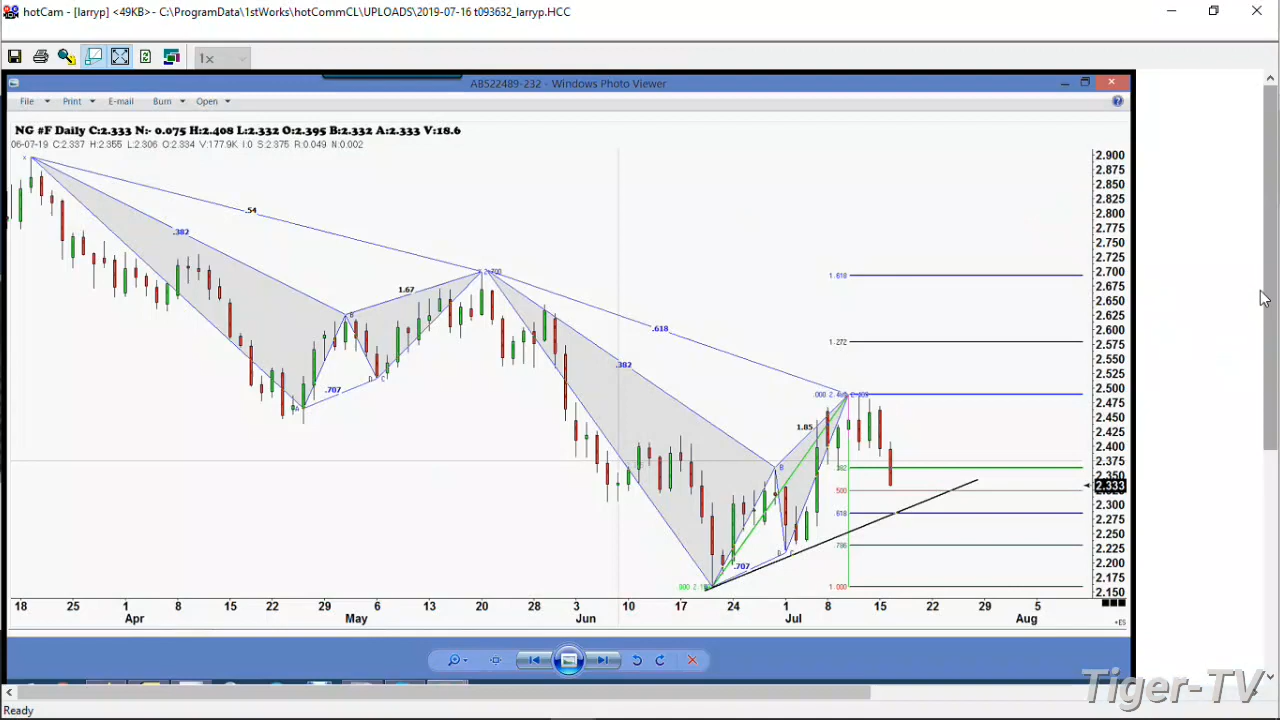 hotCam - [larryp] <49KB>- C:\ProgramData\1stWorks\hotCommCL\UPLOADS\2019-07-16 t093632_larryp.HCC
1x
AB522489-232 - Windows Photo Viewer
File Print E-mail Burn Open
NG #F Daily C:2.333 N:- 0.075 H:2.408 L:2.332 O:2.395 B:2.332 A:2.333 V:18.6
06-07-19 C:2.337 H:2.355 L:2.306 O:2.334 V:177.9K I.0 S:2.375 R:0.049 N:0.002
X
2.900
2.875
2.850
2.825
2.800
2.775
2.750
2.725
2.700
2.675
2.650
2.625
2.600
2.575
2.550
2.525
2.500
2.475
2.450
2.425
2.400
2.375
2.333
2.300
2.275
2.250
2.225
2.200
2.175
2.150
.54
.382
1.67
.707
A
B
D C
.618
.382
1.85
.707
B
1.618
1.272
.382
.500
.618
.786
1.000
18 25 1 8 15 22 29 6 13 20 28 3 10 17 24 1 8 15 22 29 5
Apr May Jun Jul Aug
+ES
Tiger-TV
Ready